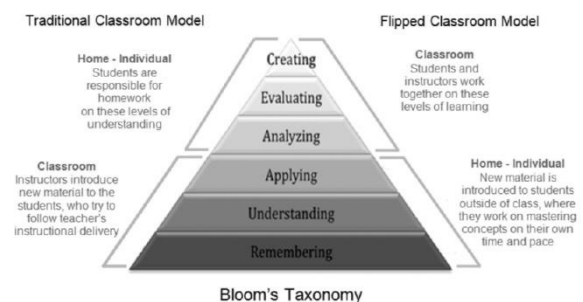 Traditional Classroom Model
Flipped Classroom Model
Home - Individual
Students are
responsible for
homework
on these levels of
understanding
Classroom
Instructors introduce
new material to the
students, who try to
follow teacher's
instructional delivery
Creating
Evaluating
Analyzing
Applying
Understanding
Remembering
Classroom
Students and
instructors work
together on these
levels of learning
Home - Individual
New material is
introduced to students
outside of class, where
they work on mastering
concepts on their own
time and pace
Bloom's Taxonomy